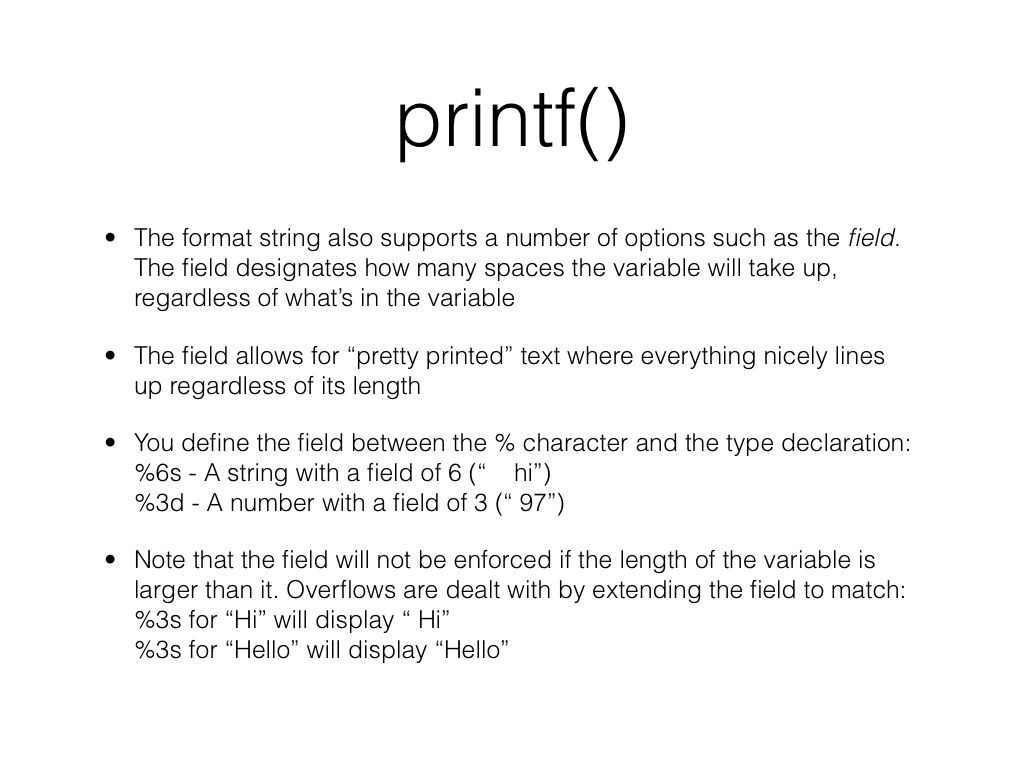 printf()
• The format string also supports a number of options such as the field.
The field designates how many spaces the variable will take up,
regardless of what’s in the variable
• The field allows for “pretty printed” text where everything nicely lines
up regardless of its length
• You define the field between the % character and the type declaration:
%6s - A string with a field of 6 (“    hi”)
%3d - A number with a field of 3 (“ 97”)
• Note that the field will not be enforced if the length of the variable is
larger than it. Overflows are dealt with by extending the field to match:
%3s for “Hi” will display “ Hi”
%3s for “Hello” will display “Hello”